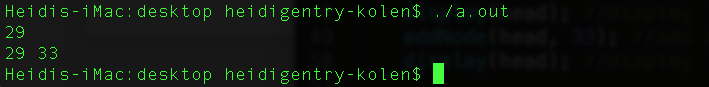 Heidis-iMac:desktop heidigentry-kolen$ ./a.out
29
29 33
Heidis-iMac:desktop heidigentry-kolen$